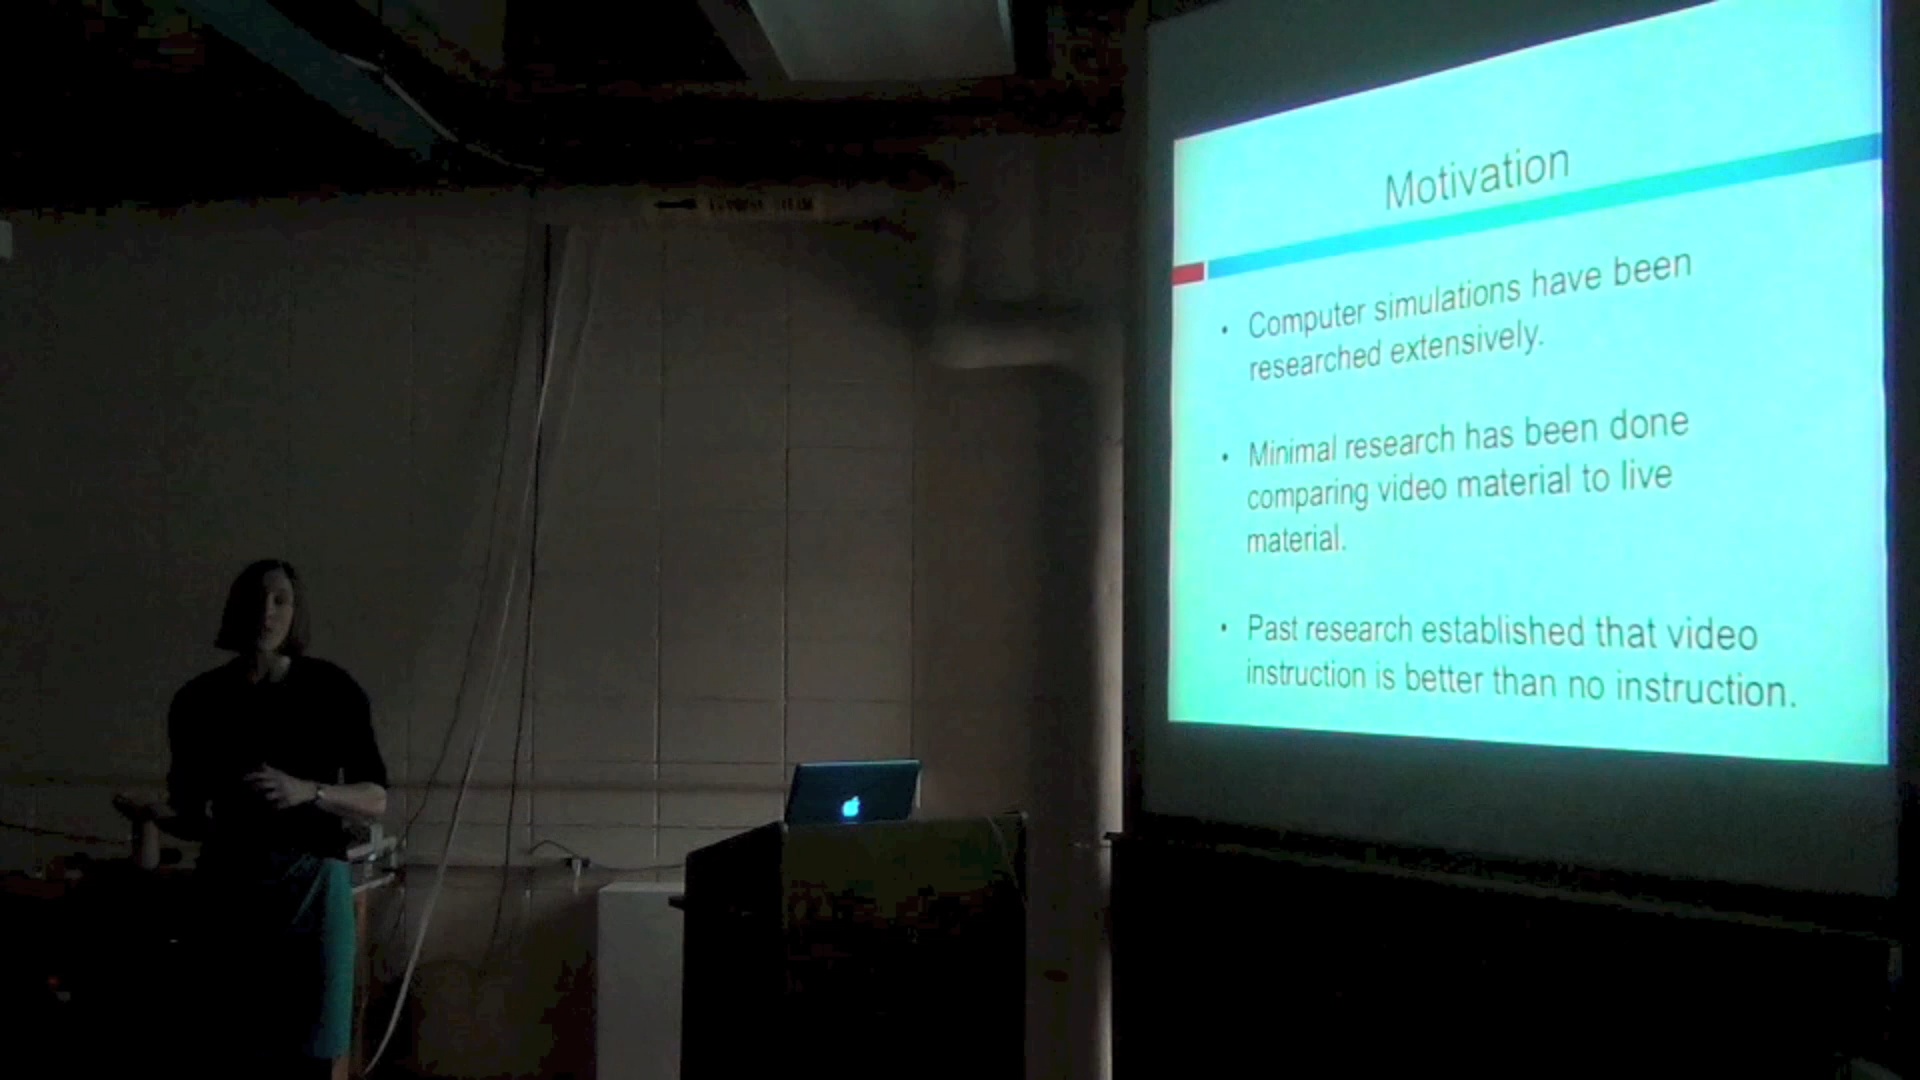 Motivation
• Computer simulations have been
researched extensively.
• Minimal research has been done
comparing video material to live
material.
• Past research established that video
instruction is better than no instruction.